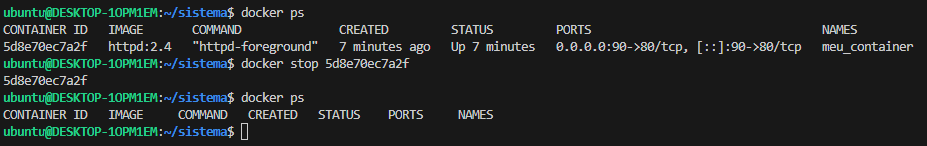 ubuntu@DESKTOP-1OPM1EM:~/sistema$ docker ps
CONTAINER ID   IMAGE       COMMAND              CREATED         STATUS         PORTS                                 NAMES
5d8e70ec7a2f   httpd:2.4   "httpd-foreground"   7 minutes ago   Up 7 minutes   0.0.0.0:90->80/tcp, [::]:90->80/tcp   meu_container
ubuntu@DESKTOP-1OPM1EM:~/sistema$ docker stop 5d8e70ec7a2f
5d8e70ec7a2f
ubuntu@DESKTOP-1OPM1EM:~/sistema$ docker ps
CONTAINER ID   IMAGE     COMMAND   CREATED   STATUS    PORTS     NAMES
ubuntu@DESKTOP-1OPM1EM:~/sistema$